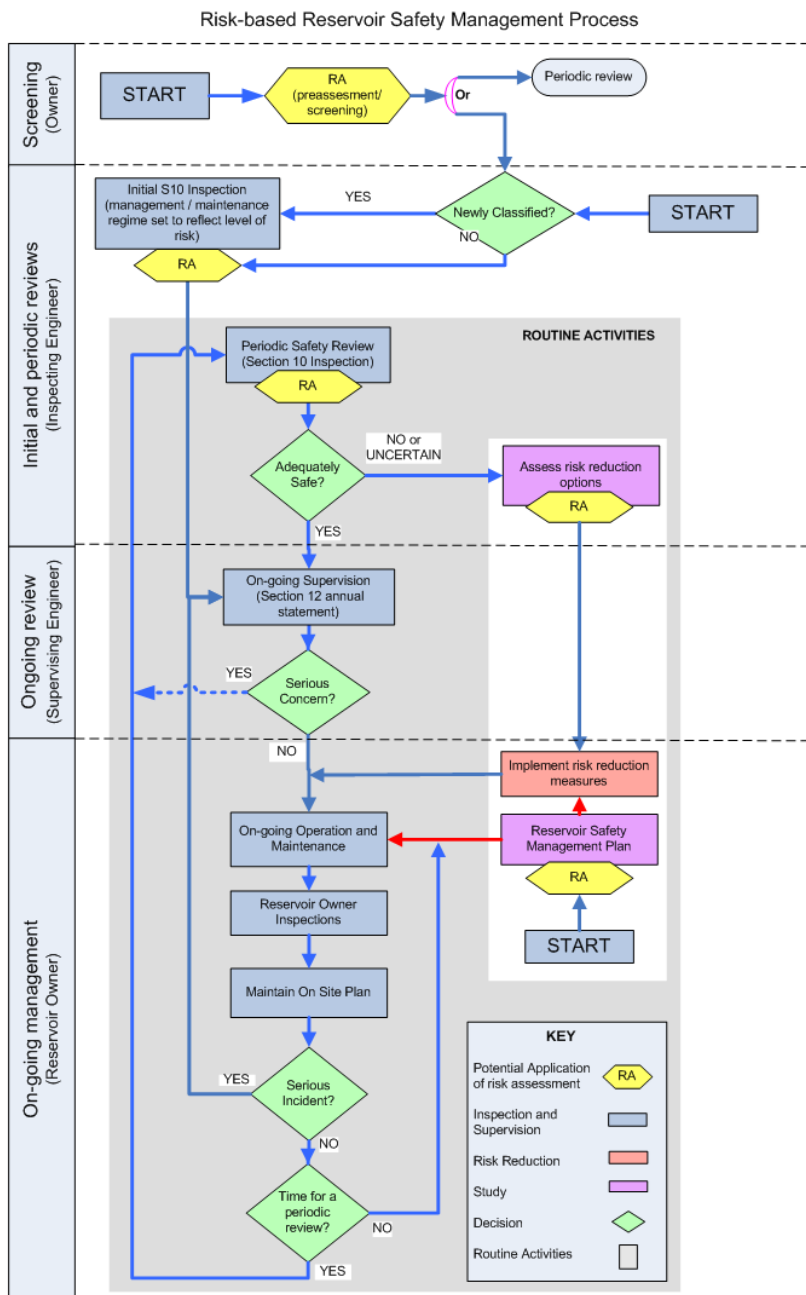 Risk-based Reservoir Safety Management Process
Screening
(Owner)
START
RA
(preassesment/
screening)
Or
Periodic review
Initial and periodic reviews
(Inspecting Engineer)
Initial S10 Inspection
(management / maintenance
regime set to reflect level of
risk)
RA
YES
Newly Classified?
NO
START
ROUTINE ACTIVITIES
Periodic Safety Review
(Section 10 Inspection)
RA
Adequately
Safe?
NO or
UNCERTAIN
YES
Assess risk reduction
options
RA
Ongoing review
(Supervising Engineer)
On-going Supervision
(Section 12 annual
statement)
YES
Serious
Concern?
NO
On-going management
(Reservoir Owner)
Implement risk reduction
measures
On-going Operation and
Maintenance
Reservoir Safety
Management Plan
RA
START
Reservoir Owner
Inspections
Maintain On Site Plan
YES
Serious
Incident?
NO
Time for a
periodic
review?
NO
YES
KEY
Potential Application
of risk assessment
RA
Inspection and
Supervision
Risk Reduction
Study
Decision
Routine Activities